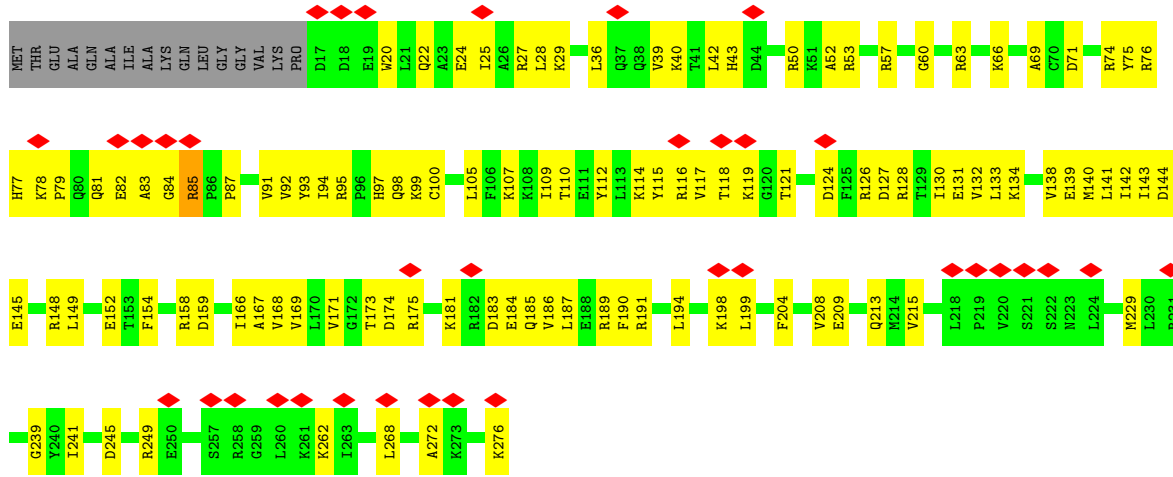 MET THR GLU ALA GLN ALA ILE ALA LYS GLN LEU GLY GLY VAL LYS PRO D17 D18 E19 W20 L21 Q22 A23 E24 I25 A26 R27 L28 K29 L36 Q37 Q38 V39 K40 T41 L42 H43 D44 R50 K51 A52 R53 R57 G60 R63 K66 A69 C70 D71 R74 Y75 R76
H77 K78 P79 Q80 Q81 E82 A83 G84 R85 P86 P87 V91 V92 Y93 I94 R95 P96 H97 Q98 K99 C100 L105 F106 K107 K108 I109 T110 E111 Y112 L113 K114 Y115 R116 V117 T118 K119 G120 T121 D124 F125 R126 D127 R128 T129 I130 E131 V132 L133 K134 V138 E139 M140 L141 I142 I143 D144
E145 R148 L149 E152 T153 F154 R158 D159 I166 A167 V168 V169 L170 V171 G172 T173 D174 R175 K181 R182 D183 E184 Q185 V186 L187 E188 R189 F190 R191 L194 K198 L199 F204 V208 E209 Q213 M214 V215 L218 P219 V220 S221 S222 N223 L224 M229 L230
G239 Y240 I241 D245 R249 E250 S257 R258 G259 L260 K261 K262 I263 L268 A272 K273 K276